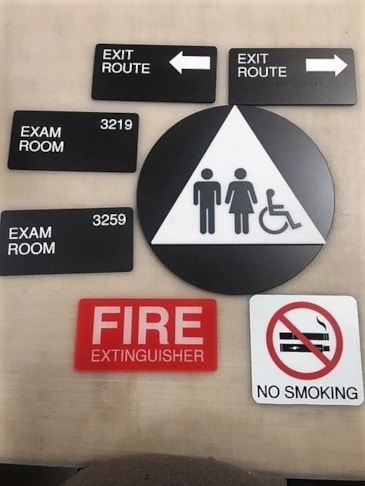 EXIT
ROUTE
EXIT
ROUTE
3219
EXAM
ROOM
3259
EXAM
ROOM
FIRE
EXTINGUISHER
NO SMOKING